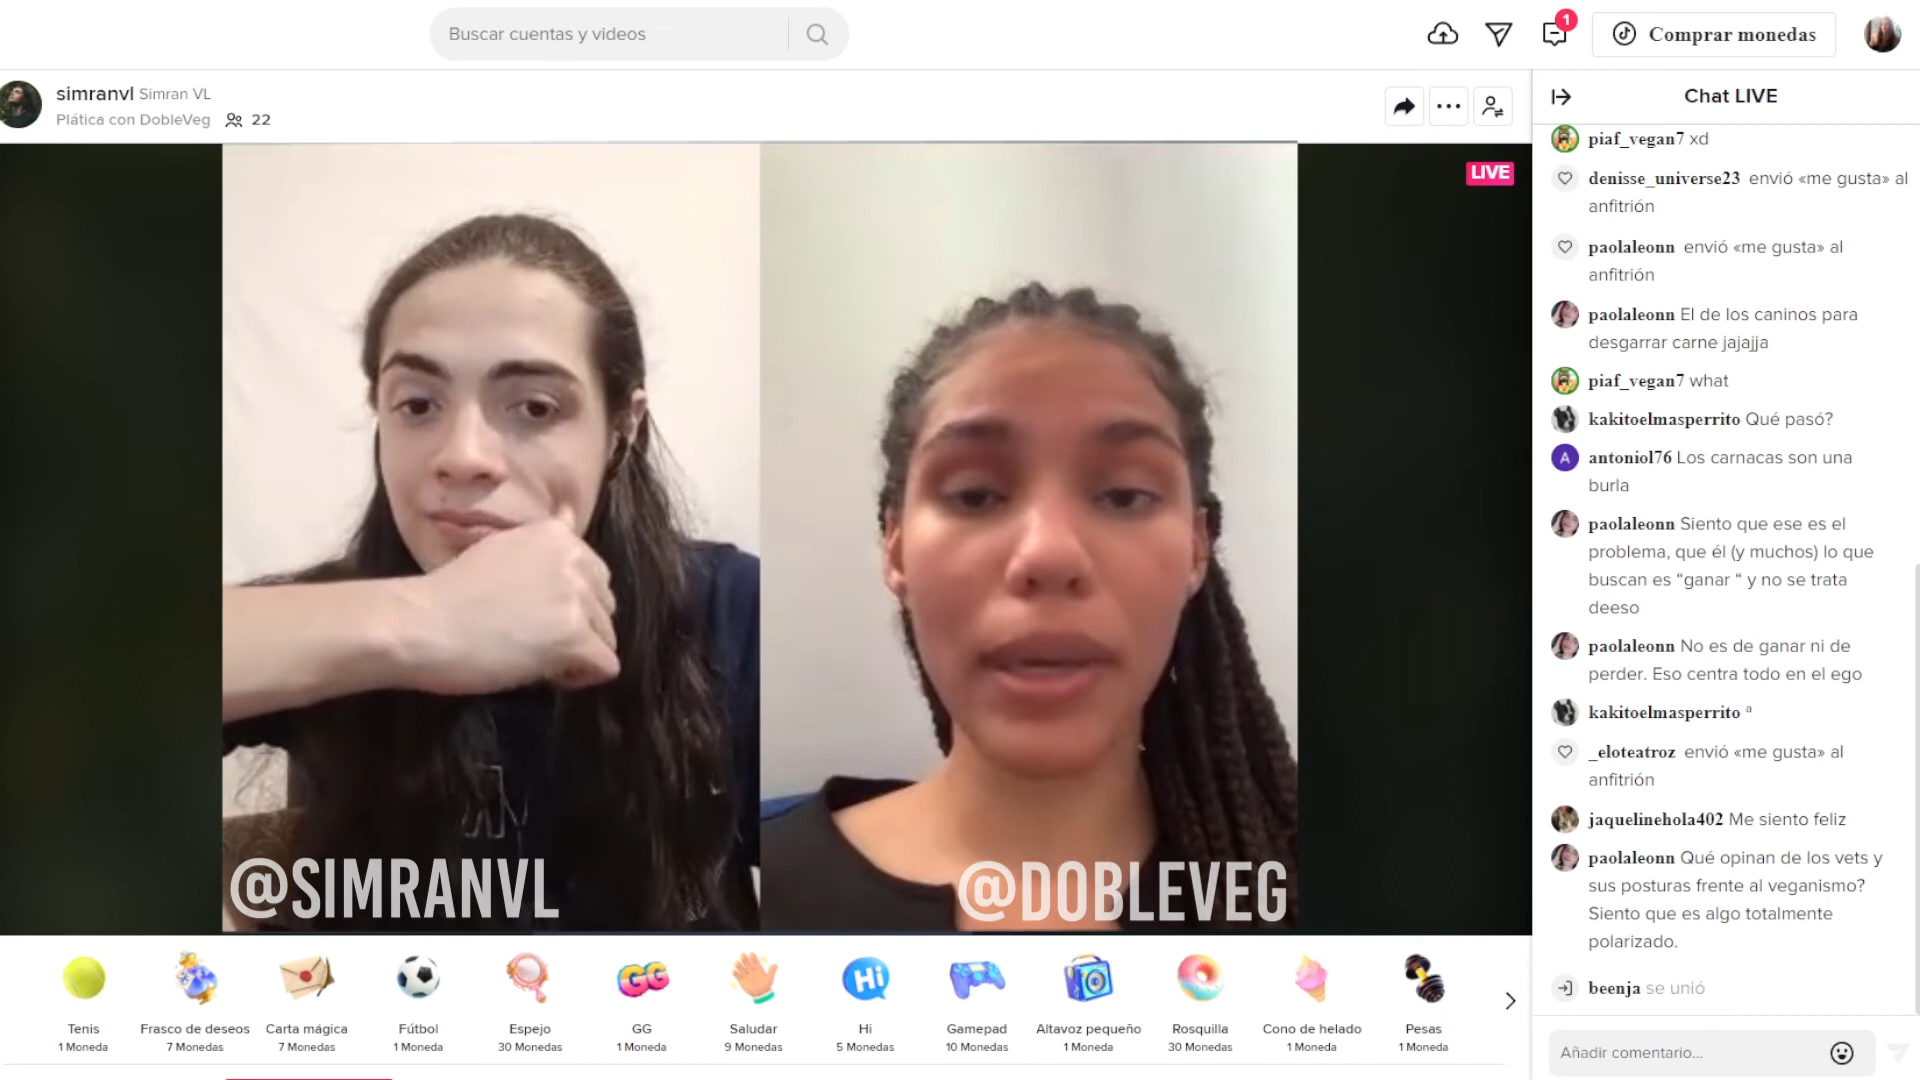 Buscar cuentas y videos
1
Comprar monedas
simranvl Simran VL
Plática con DobleVeg 22
LIVE
@SIMRANVL
@DOBLEVEG
Chat LIVE
piaf_vegan7 xd
denisse_universe23 envió «me gusta» al
anfitrión
paolaleonn envió «me gusta» al
anfitrión
paolaleonn El de los caninos para
desgarrar carne jajajja
piaf_vegan7 what
kakitoelmasperrito Qué pasó?
A
antoniol76 Los carnacas son una
burla
paolaleonn Siento que ese es el
problema, que él (y muchos) lo que
buscan es “ganar “ y no se trata
deeso
paolaleonn No es de ganar ni de
perder. Eso centra todo en el ego
kakitoelmasperrito ª
_eloteatroz envió «me gusta» al
anfitrión
jaquelinehola402 Me siento feliz
paolaleonn Qué opinan de los vets y
sus posturas frente al veganismo?
Siento que es algo totalmente
polarizado.
beenja se unió
Añadir comentario...
GG
Hi
Tenis
1 Moneda
Frasco de deseos
7 Monedas
Carta mágica
7 Monedas
Fútbol
1 Moneda
Espejo
30 Monedas
GG
1 Moneda
Saludar
9 Monedas
Hi
5 Monedas
Gamepad
10 Monedas
Altavoz pequeño
1 Moneda
Rosquilla
30 Monedas
Cono de helado
1 Moneda
Pesas
1 Moneda